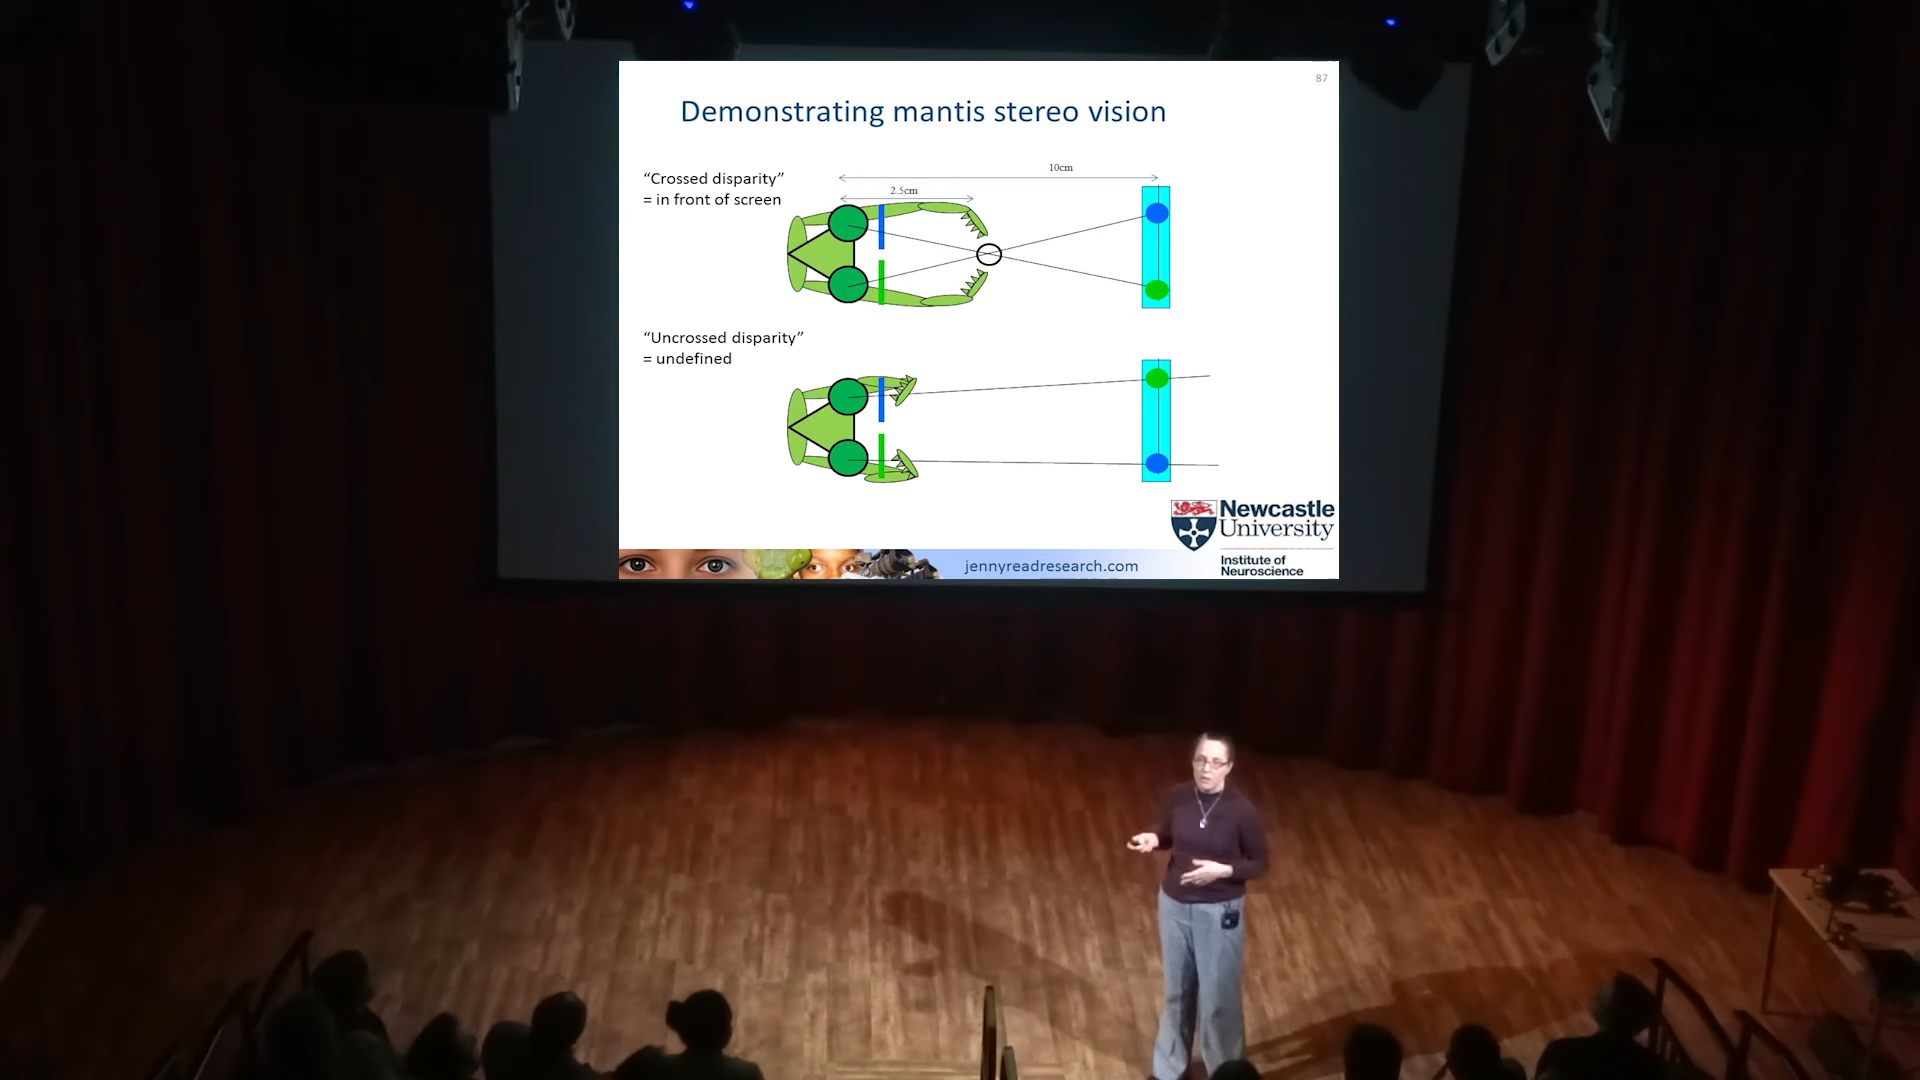 87
Demonstrating mantis stereo vision
“Crossed disparity”
= in front of screen
10cm
2.5cm
“Uncrossed disparity”
= undefined
Newcastle
University
Institute of
Neuroscience
jennyreadresearch.com